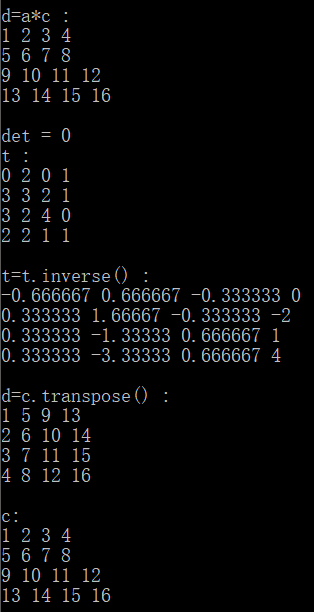 d=a*c :
1 2 3 4
5 6 7 8
9 10 11 12
13 14 15 16
det = 0
t :
0 2 0 1
3 3 2 1
3 2 4 0
2 2 1 1
t=t.inverse() :
-0.666667 0.666667 -0.333333 0
0.333333 1.66667 -0.333333 -2
0.333333 -1.33333 0.666667 1
0.333333 -3.33333 0.666667 4
d=c.transpose() :
1 5 9 13
2 6 10 14
3 7 11 15
4 8 12 16
c:
1 2 3 4
5 6 7 8
9 10 11 12
13 14 15 16